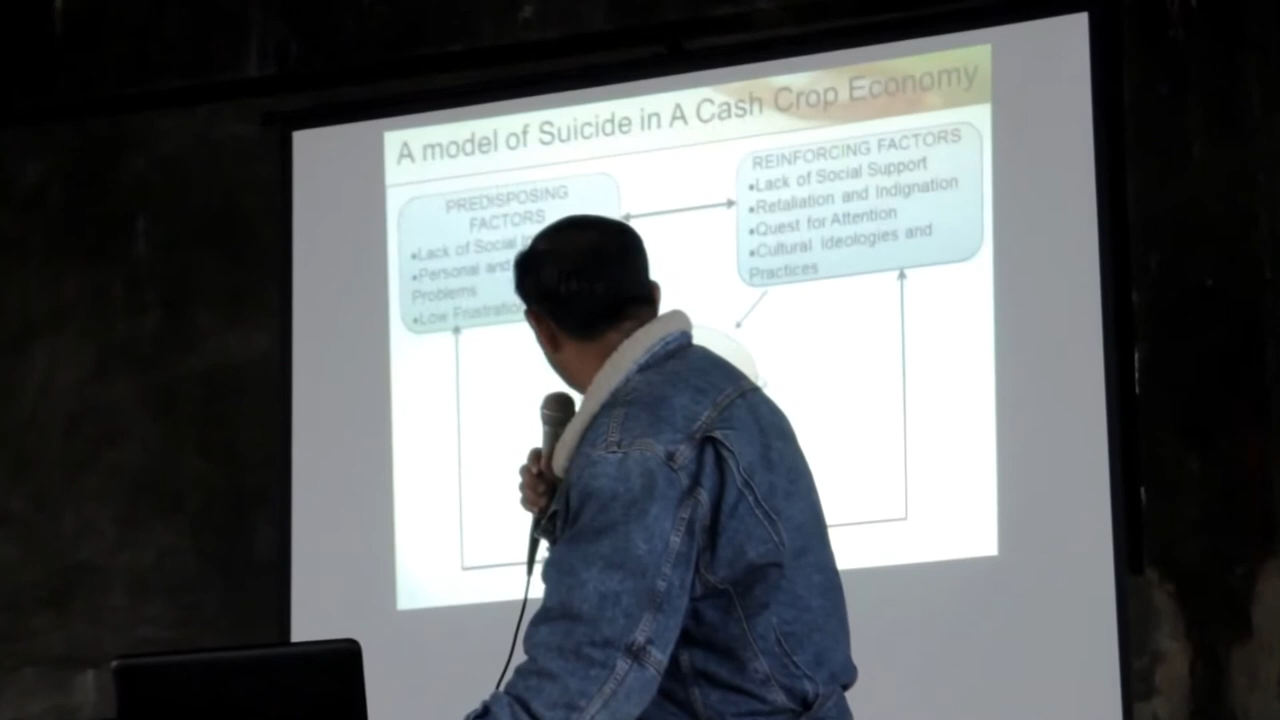 A model of Suicide in A Cash Crop Economy
PREDISPOSING
FACTORS
•Lack of Social
•Personal and
Problems
•Low Frustration
REINFORCING FACTORS
•Lack of Social Support
•Retaliation and Indignation
•Quest for Attention
•Cultural Ideologies and
Practices